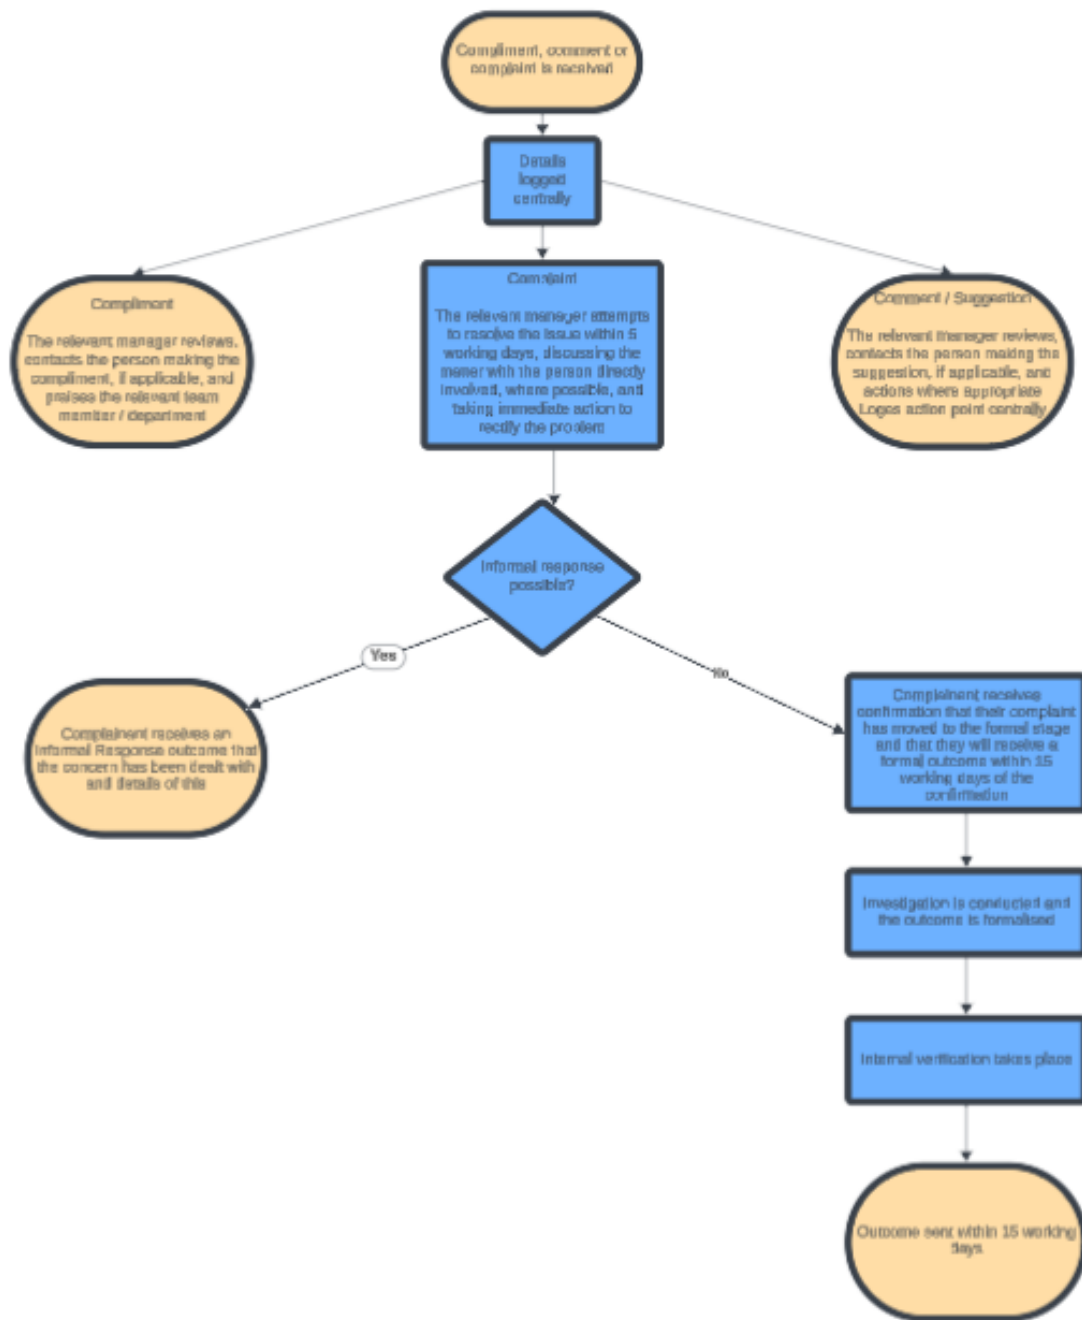 Compliment, comment or
complaint is received
Details
logged
centrally
Compliment
The relevant manager reviews,
contacts the person making the
compliment, if applicable, and
praises the relevant team
member / department
Complaint
The relevant manager attempts
to resolve the issue within 5
working days, discussing the
matter with the person directly
involved, where possible, and
taking immediate action to
rectify the problem
Comment / Suggestion
The relevant manager reviews,
contacts the person making the
suggestion, if applicable, and
actions where appropriate
Loges action point centrally
Informal response
possible?
Yes
No
Complainent receives an
Informal Response outcome that
the concern has been dealt with
and details of this
Complainent receives
confirmation that their complaint
has moved to the formal stage
and that they will receive a
formal outcome within 15
working days of the
confirmation
Investigation is conducted and
the outcome is formalised
Internal verification takes place
Outcome sent within 15 working
days